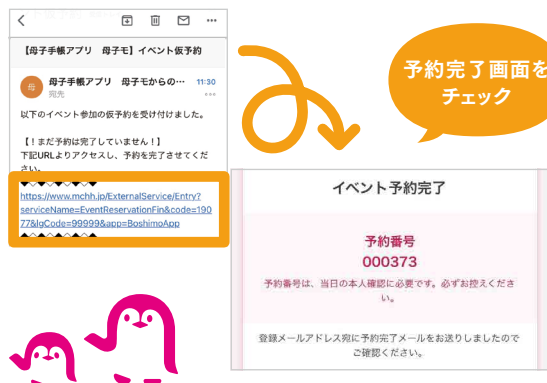 【母子手帳アプリ 母子モ】イベント仮予約
母
母子手帳アプリ 母子モからの… 11:30
宛先
以下のイベント参加の仮予約を受け付けました。
【！まだ予約は完了していません！】
下記URLよりアクセスし、予約を完了させてくだ
さい。
◆◇◆◇◆◇◆◇◆
https://www.mchh.jp/ExternalService/Entry?
serviceName=EventReservationFin&code=190
77&lgCode=99999&app=BoshimoApp
◆◇◆◇◆◇◆◇◆
予約完了画面を
チェック
イベント予約完了
予約番号
000373
予約番号は、当日の本人確認に必要です。必ずお控えくださ
い。
登録メールアドレス宛に予約完了メールをお送りしましたので
ご確認ください。